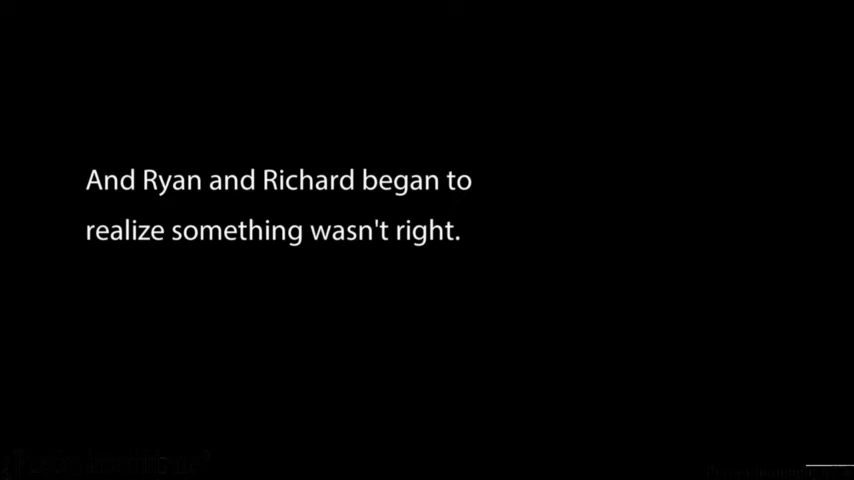 And Ryan and Richard began to
realize something wasn't right.